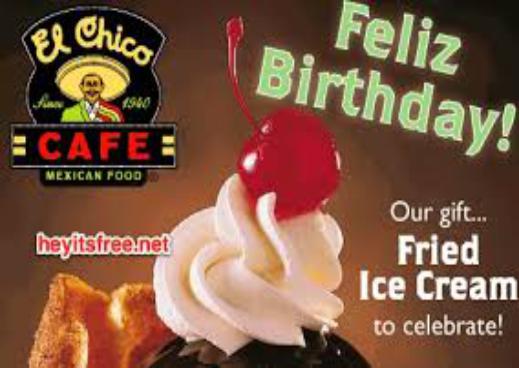 El Chico
Since 1940
CAFE
MEXICAN FOOD
heyitsfree.net
Feliz
Birthday!
Our gift...
Fried
Ice Cream
to celebrate!